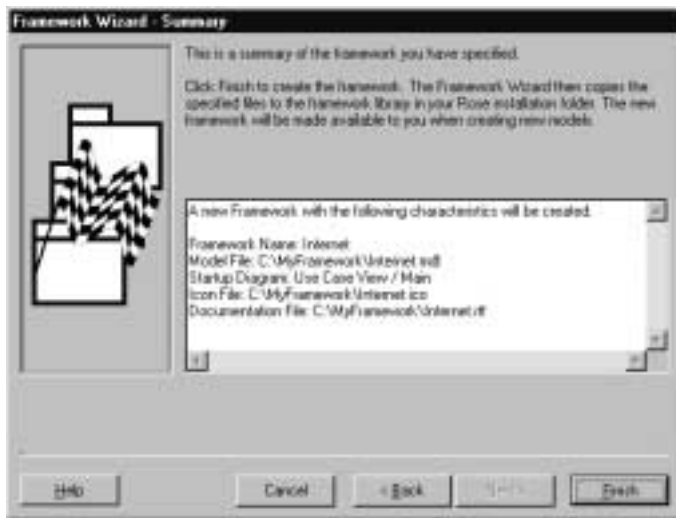 Framework Wizard - Summary
This is a summary of the framework you have specified.
Click Finish to create the framework. The Framework Wizard then copies the
specified files to the framework library in your Rose installation folder. The new
framework will be made available to you when creating new models.
A new Framework with the following characteristics will be created.
Framework Name: Internet
Model File: C:\MyFramework\Internet.mdl
Startup Diagram: Use Case View / Main
Icon File: C:\MyFramework\Internet.ico
Documentation File: C:\MyFramework\Internet.rtf
Help
Cancel
< Back
Finish